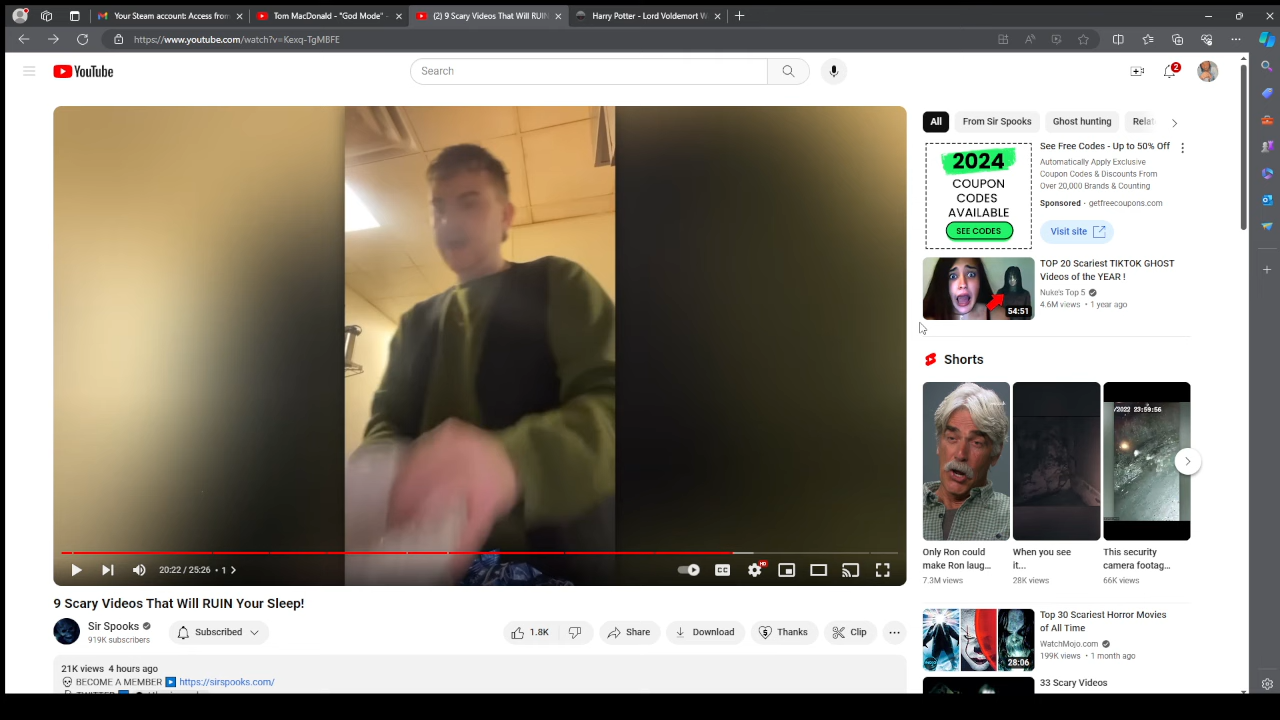 Your Steam account: Access from
Tom MacDonald - "God Mode" -
(2) 9 Scary Videos That Will RUIN
Harry Potter - Lord Voldemort W
https://www.youtube.com/watch?v=Kexq-TgMBFE
YouTube
Search
2
All
From Sir Spooks
Ghost hunting
Relat
2024
COUPON
CODES
AVAILABLE
SEE CODES
See Free Codes - Up to 50% Off
Automatically Apply Exclusive
Coupon Codes & Discounts From
Over 20,000 Brands & Counting
Sponsored · getfreecoupons.com
Visit site
54:51
TOP 20 Scariest TIKTOK GHOST
Videos of the YEAR !
Nuke's Top 5
4.6M views • 1 year ago
Shorts
/2022 23:59:56
Only Ron could
make Ron laug...
7.3M views
When you see
it...
28K views
This security
camera footag...
66K views
20:22 / 25:26 • 1
CC
HD
9 Scary Videos That Will RUIN Your Sleep!
Sir Spooks
919K subscribers
Subscribed
1.8K
Share
Download
Thanks
Clip
21K views 4 hours ago
BECOME A MEMBER https://sirspooks.com/
28:06
Top 30 Scariest Horror Movies
of All Time
WatchMojo.com
199K views • 1 month ago
33 Scary Videos